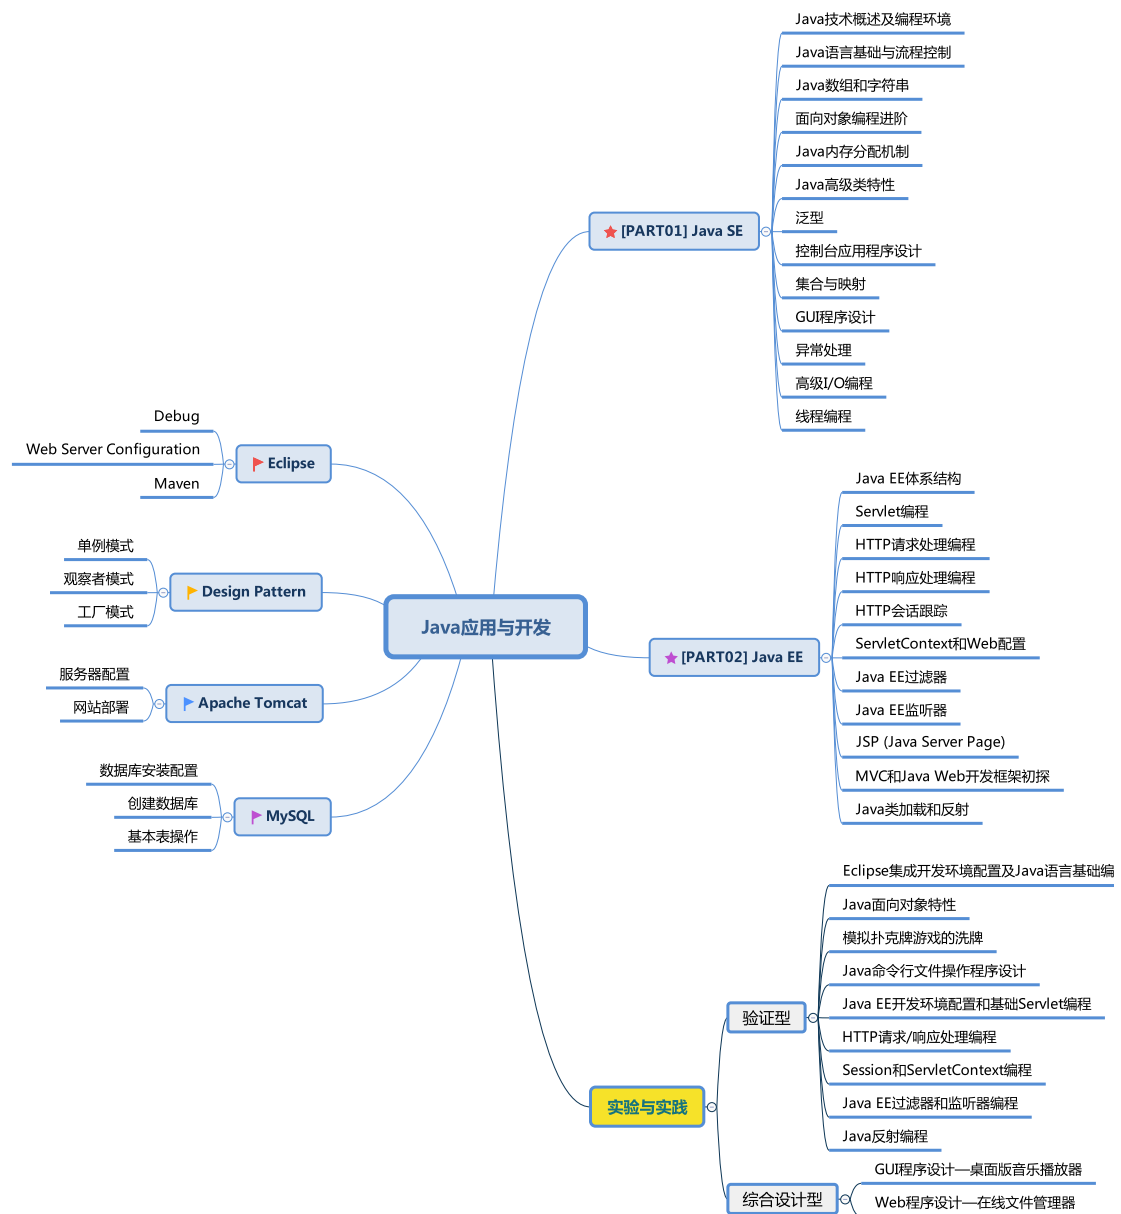 Java应用与开发
[PART01] Java SE
Java技术概述及编程环境
Java语言基础与流程控制
Java数组和字符串
面向对象编程进阶
Java内存分配机制
Java高级类特性
泛型
控制台应用程序设计
集合与映射
GUI程序设计
异常处理
高级I/O编程
线程编程
[PART02] Java EE
Java EE体系结构
Servlet编程
HTTP请求处理编程
HTTP响应处理编程
HTTP会话跟踪
ServletContext和Web配置
Java EE过滤器
Java EE监听器
JSP (Java Server Page)
MVC和Java Web开发框架初探
Java类加载和反射
实验与实践
验证型
Eclipse集成开发环境配置及Java语言基础编
Java面向对象特性
模拟扑克牌游戏的洗牌
Java命令行文件操作程序设计
Java EE开发环境配置和基础Servlet编程
HTTP请求/响应处理编程
Session和ServletContext编程
Java EE过滤器和监听器编程
Java反射编程
综合设计型
GUI程序设计—桌面版音乐播放器
Web程序设计—在线文件管理器
Eclipse
Debug
Web Server Configuration
Maven
Design Pattern
单例模式
观察者模式
工厂模式
Apache Tomcat
服务器配置
网站部署
MySQL
数据库安装配置
创建数据库
基本表操作